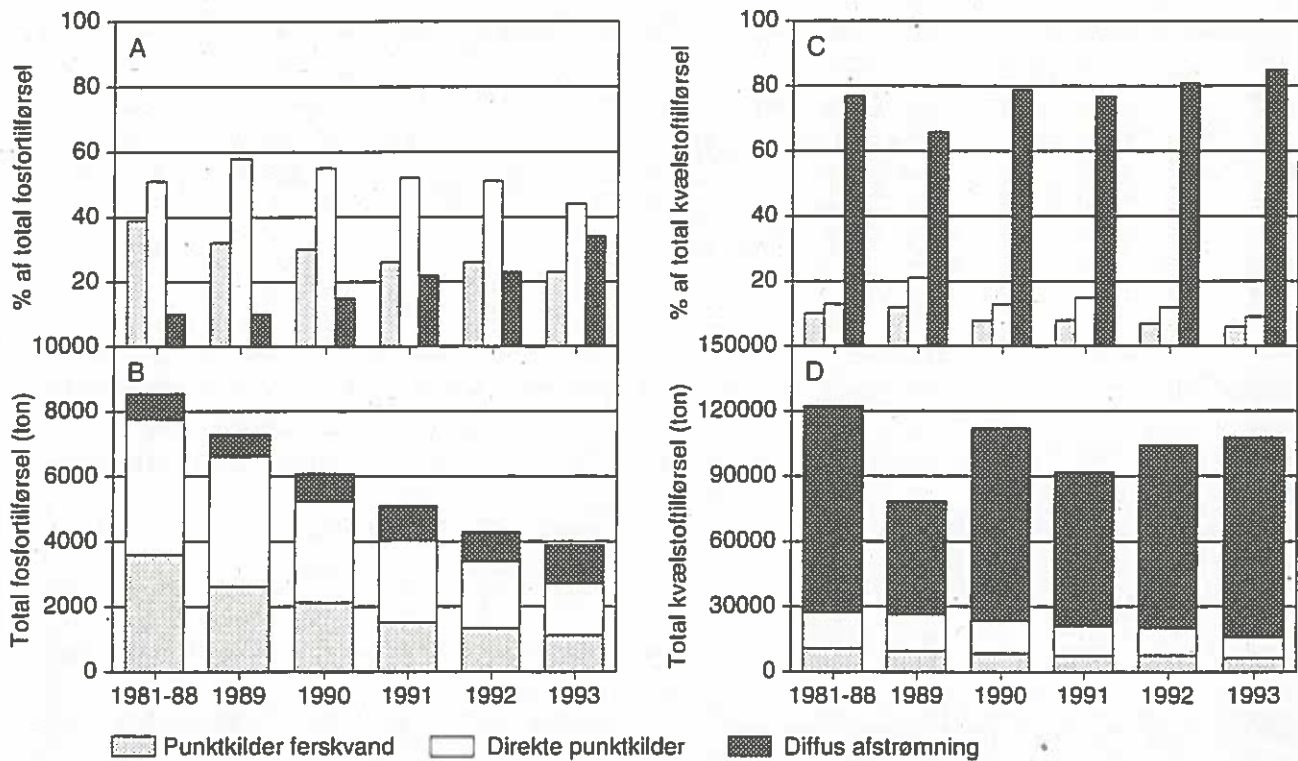 % af total fosfortilførsel
100
80
60
40
20
A
Total fosfortilførsel (ton)
10000
8000
6000
4000
2000
0
B
1981-88 1989 1990 1991 1992 1993
% af total kvælstoftilførsel
100
80
60
40
20
C
Total kvælstoftilførsel (ton)
150000
120000
90000
60000
30000
0
D
1981-88 1989 1990 1991 1992 1993
Punktkilder ferskvand Direkte punktkilder Diffus afstrømning